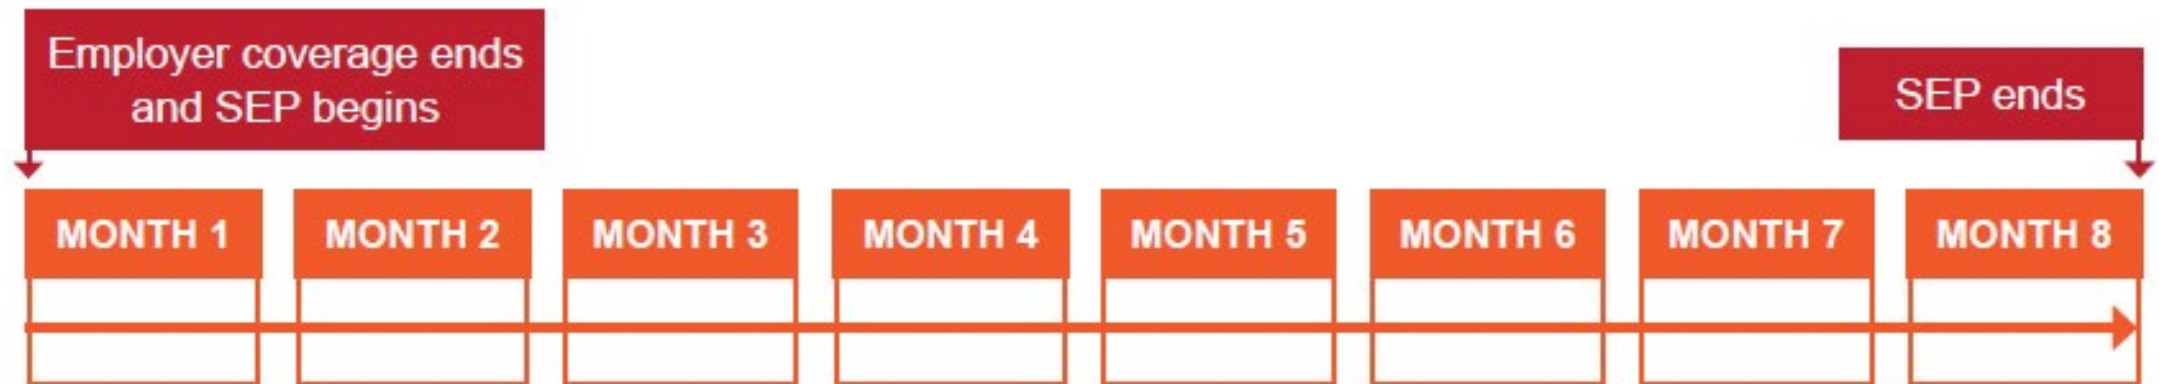 Employer coverage ends
and SEP begins
SEP ends
MONTH 1
MONTH 2
MONTH 3
MONTH 4
MONTH 5
MONTH 6
MONTH 7
MONTH 8